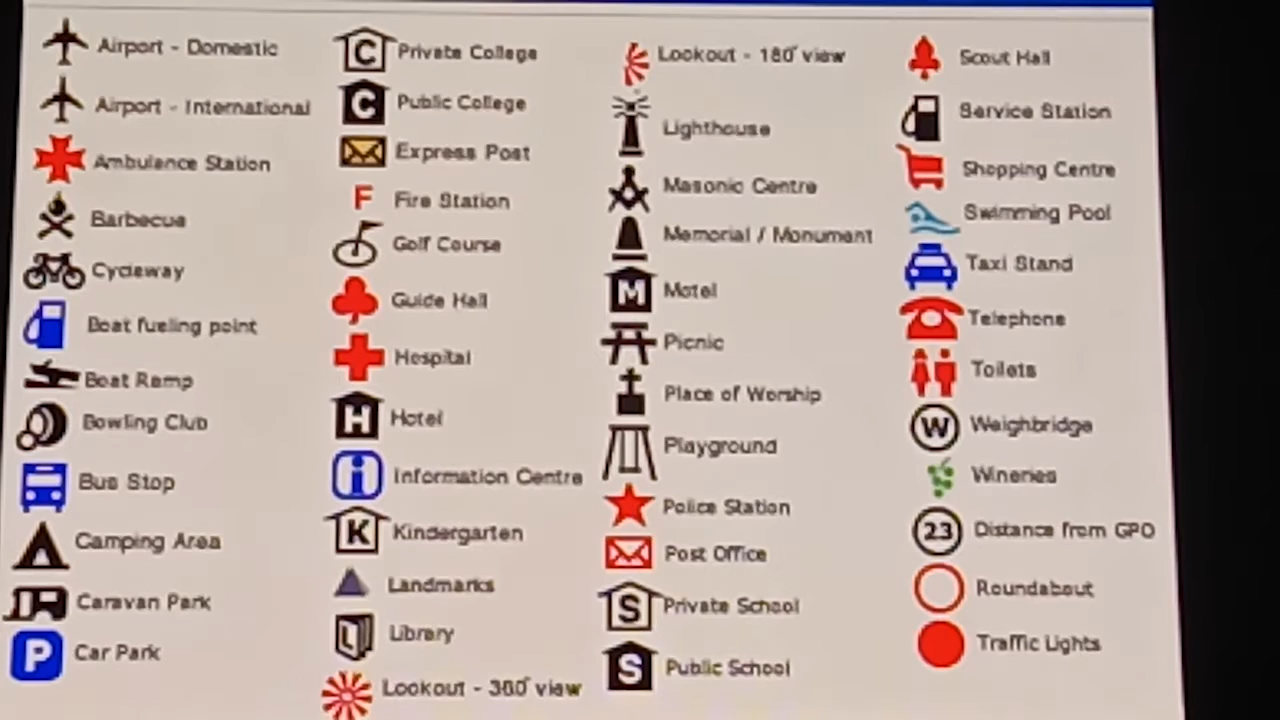 Airport - Domestic
Airport - International
Ambulance Station
Barbecue
Cycleway
Boat fueling point
Boat Ramp
Bowling Club
Bus Stop
Camping Area
Caravan Park
P Car Park
C Private College
C Public College
Express Post
F Fire Station
Golf Course
Guide Hall
Hospital
H Hotel
i Information Centre
K Kindergarten
Landmarks
L Library
Lookout - 360° view
Lookout - 180° view
Lighthouse
Masonic Centre
Memorial / Monument
M Motel
Picnic
Place of Worship
Playground
Police Station
Post Office
S Private School
S Public School
Scout Hall
Service Station
Shopping Centre
Swimming Pool
Taxi Stand
Telephone
Toilets
W Weighbridge
Wineries
23 Distance from GPO
Roundabout
Traffic Lights